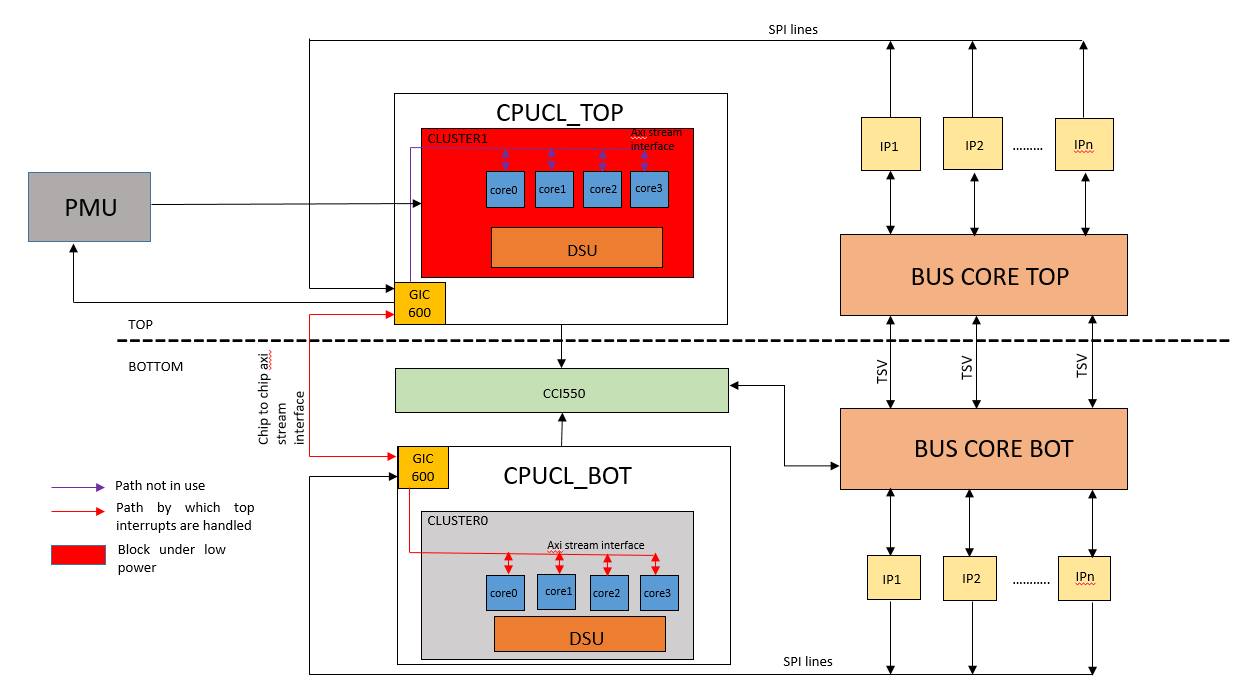 SPI lines
CPUCL_TOP
CLUSTER1
Axi stream
interface
core0
core1
core2
core3
DSU
PMU
GIC
600
IP1
IP2
.........
IPn
BUS CORE TOP
TOP
BOTTOM
TSV
TSV
TSV
Chip to chip axi
stream
interface
CCI550
BUS CORE BOT
GIC
600
CPUCL_BOT
CLUSTER0
Axi stream interface
core0
core1
core2
core3
DSU
Path not in use
Path by which top
interrupts are handled
Block under low
power
IP1
IP2
...........
IPn
SPI lines